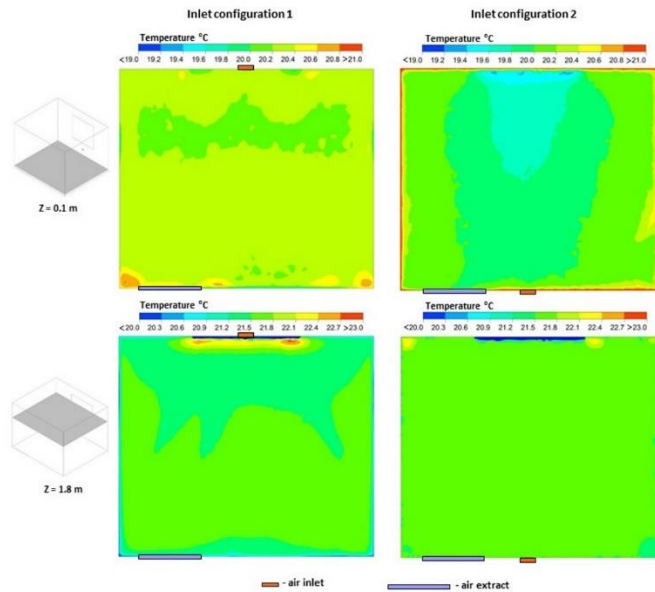 Inlet configuration 1
Inlet configuration 2
Temperature °C
<19.0 19.2 19.4 19.6 19.8 20.0 20.2 20.4 20.6 20.8 >21.0
Temperature °C
<19.0 19.2 19.4 19.6 19.8 20.0 20.2 20.4 20.6 20.8 >21.0
Z = 0.1 m
Temperature °C
<20.0 20.3 20.6 20.9 21.2 21.5 21.8 22.1 22.4 22.7 >23.0
Temperature °C
<20.0 20.3 20.6 20.9 21.2 21.5 21.8 22.1 22.4 22.7 >23.0
Z = 1.8 m
- air inlet
- air extract